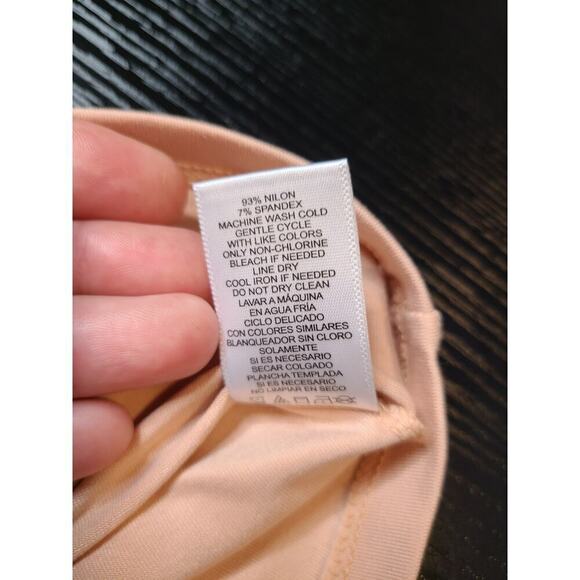 93% NILON
7% SPANDEX
MACHINE WASH COLD
GENTLE CYCLE
WITH LIKE COLORS
ONLY NON-CHLORINE
BLEACH IF NEEDED
LINE DRY
COOL IRON IF NEEDED
DO NOT DRY CLEAN
LAVAR A MÁQUINA
EN AGUA FRÍA
CICLO DELICADO
CON COLORES SIMILARES
BLANQUEADOR SIN CLORO
SOLAMENTE
SI ES NECESARIO
SECAR COLGADO
PLANCHA TEMPLADA
SI ES NECESARIO
NO LIMPIAR EN SECO